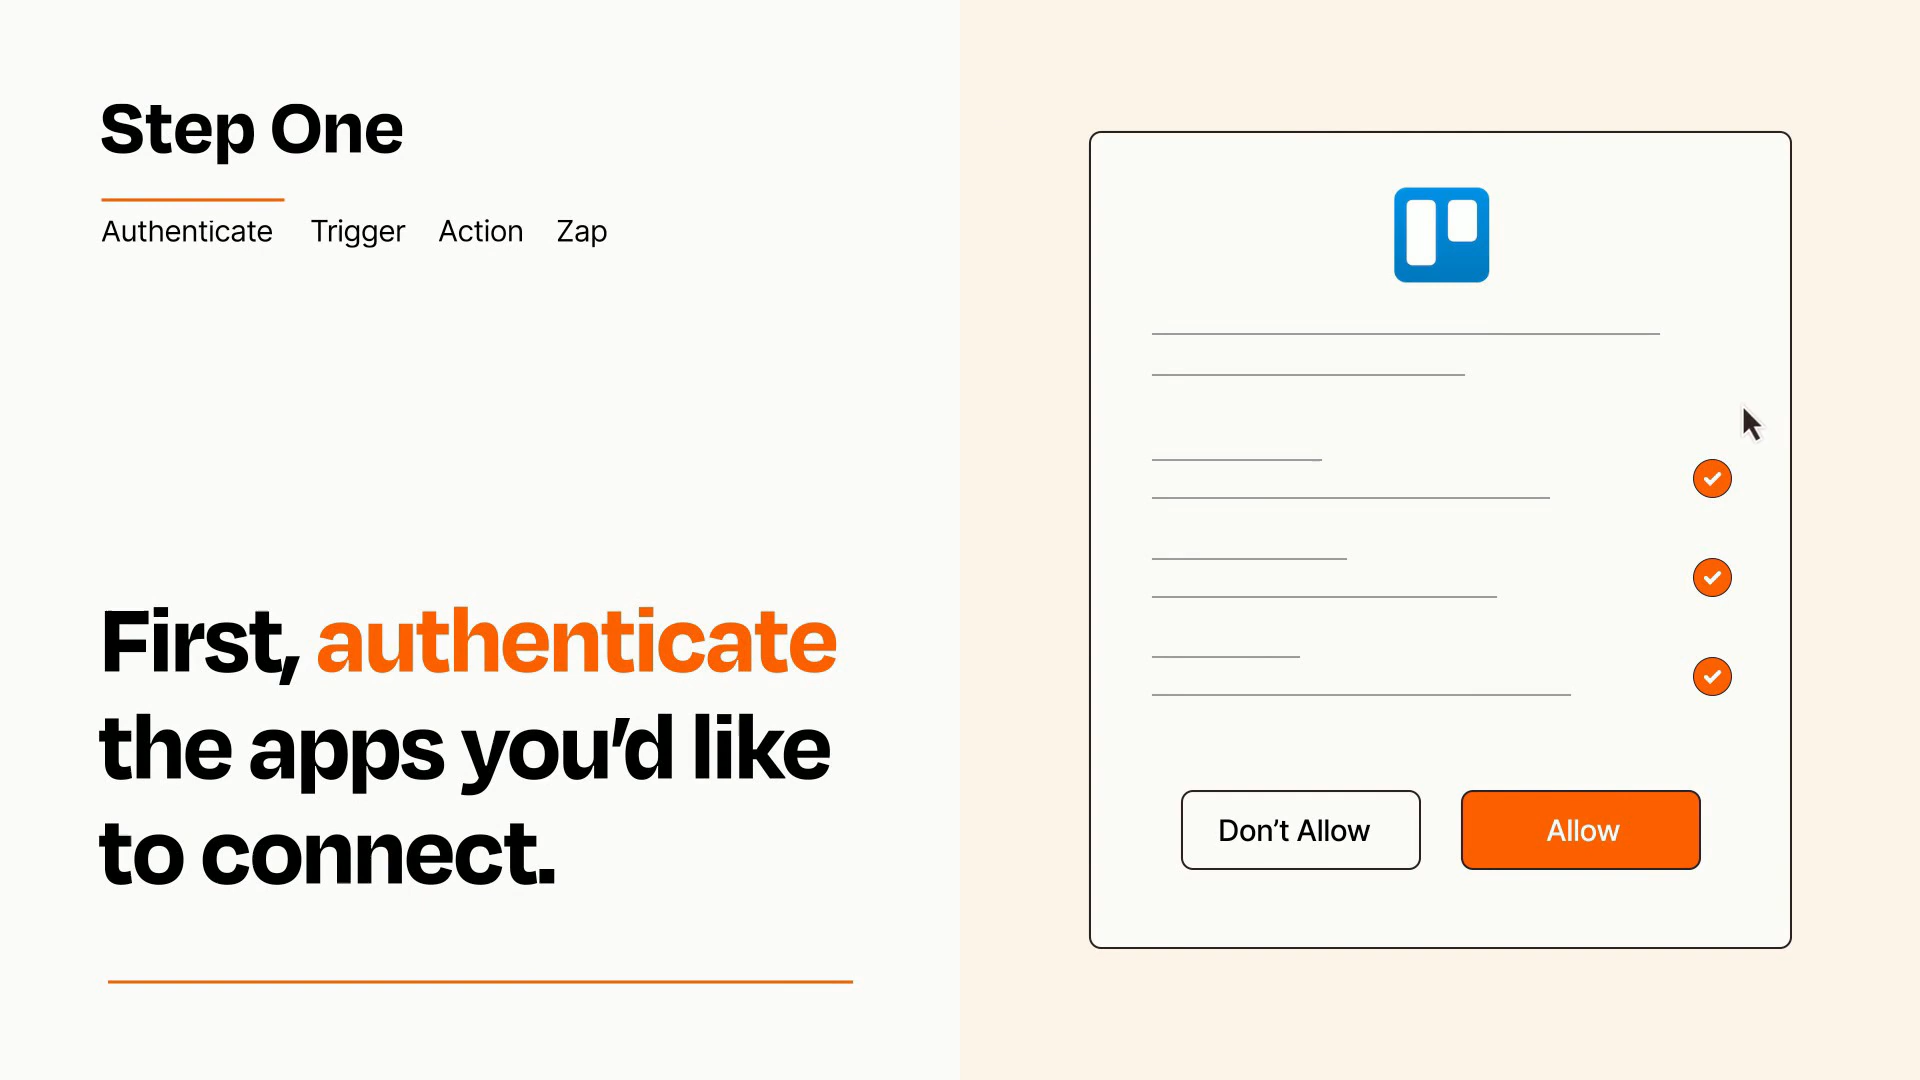 Step One
Authenticate Trigger Action Zap
First, authenticate
the apps you’d like
to connect.
Don’t Allow
Allow